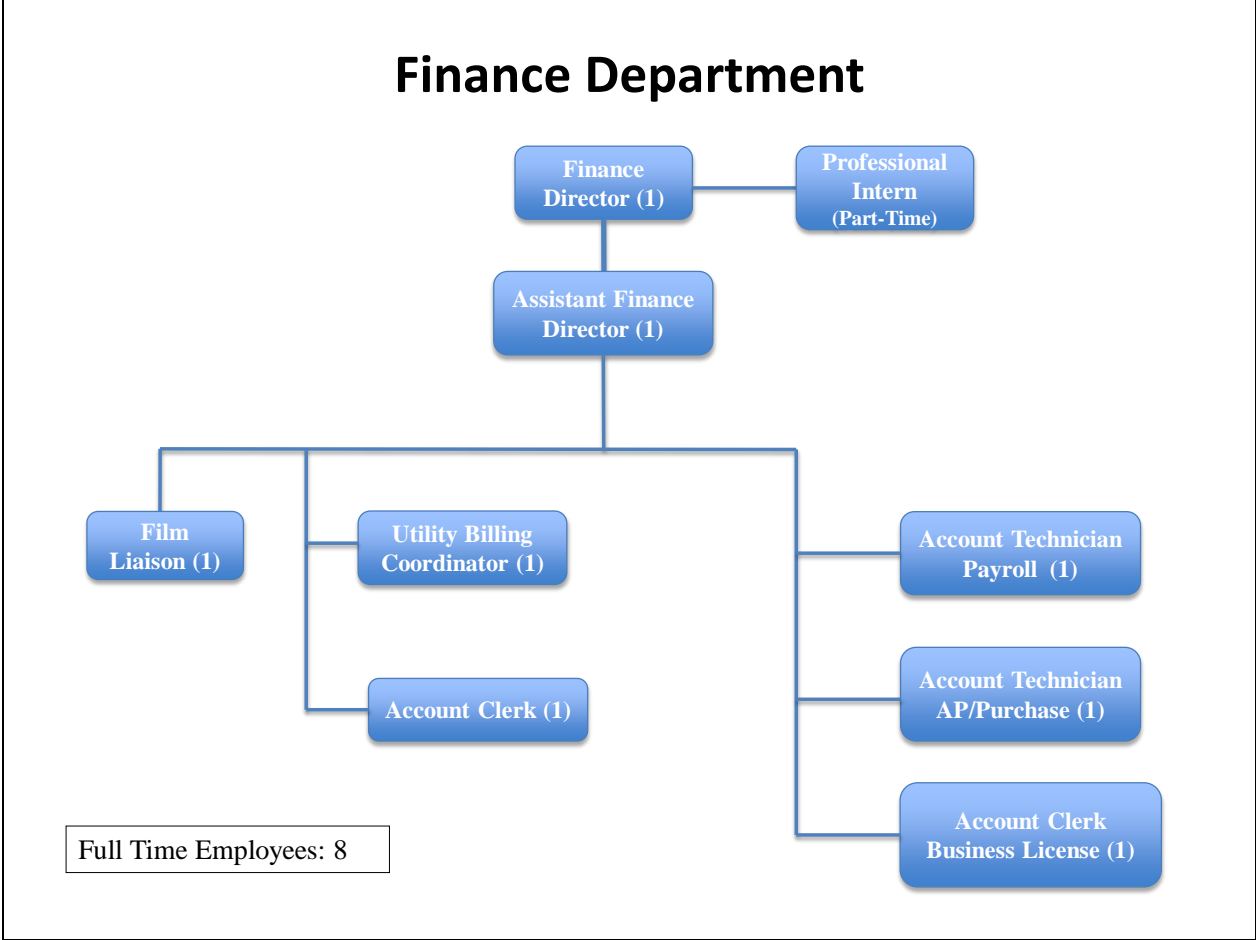 Finance Department
Finance
Director (1)
Professional
Intern
(Part-Time)
Assistant Finance
Director (1)
Film
Liaison (1)
Utility Billing
Coordinator (1)
Account Clerk (1)
Account Technician
Payroll (1)
Account Technician
AP/Purchase (1)
Account Clerk
Business License (1)
Full Time Employees: 8